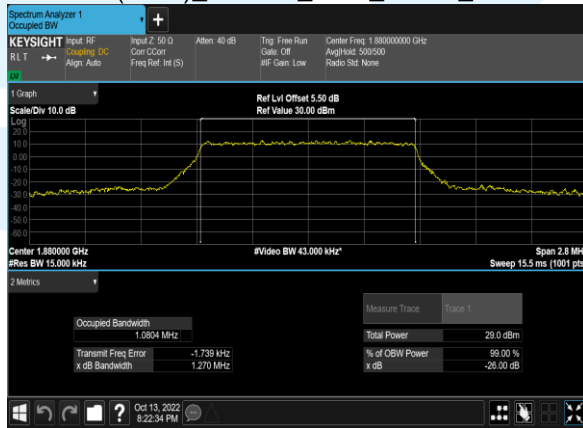 Spectrum Analyzer 1
Occupied BW
KEYSIGHT
R L T
LNI
Input: RF
Coupling: DC
Align: Auto
Input Z: 50 Ω
Corr CCorr
Freq Ref: Int (S)
Atten: 40 dB
Trig: Free Run
Gate: Off
#IF Gain: Low
Center Freq: 1.880000000 GHz
Avg|Hold: 500/500
Radio Std: None
1 Graph
Scale/Div 10.0 dB
Ref Lvl Offset 5.50 dB
Ref Value 30.00 dBm
Log
20.0
10.0
0.00
-10.0
-20.0
-30.0
-40.0
-50.0
-60.0
Center 1.880000 GHz
#Res BW 15.000 kHz
#Video BW 43.000 kHz*
Span 2.8 MH
Sweep 15.5 ms (1001 pts
2 Metrics
Measure Trace Trace 1
Occupied Bandwidth
1.0804 MHz
Total Power 29.0 dBm
Transmit Freq Error -1.739 kHz
% of OBW Power 99.00 %
x dB Bandwidth 1.270 MHz
x dB -26.00 dB
Oct 13, 2022
8:22:34 PM